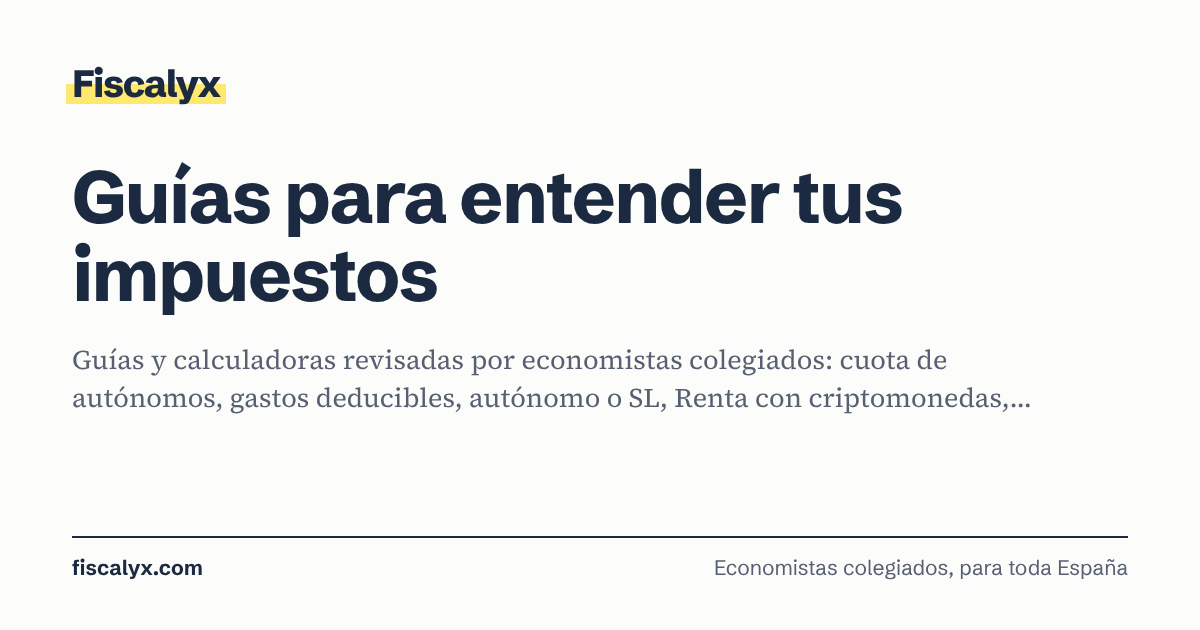 Fiscalyx
Guías para entender tus
impuestos
Guías y calculadoras revisadas por economistas colegiados: cuota de
autónomos, gastos deducibles, autónomo o SL, Renta con criptomonedas,...
fiscalyx.com
Economistas colegiados, para toda España